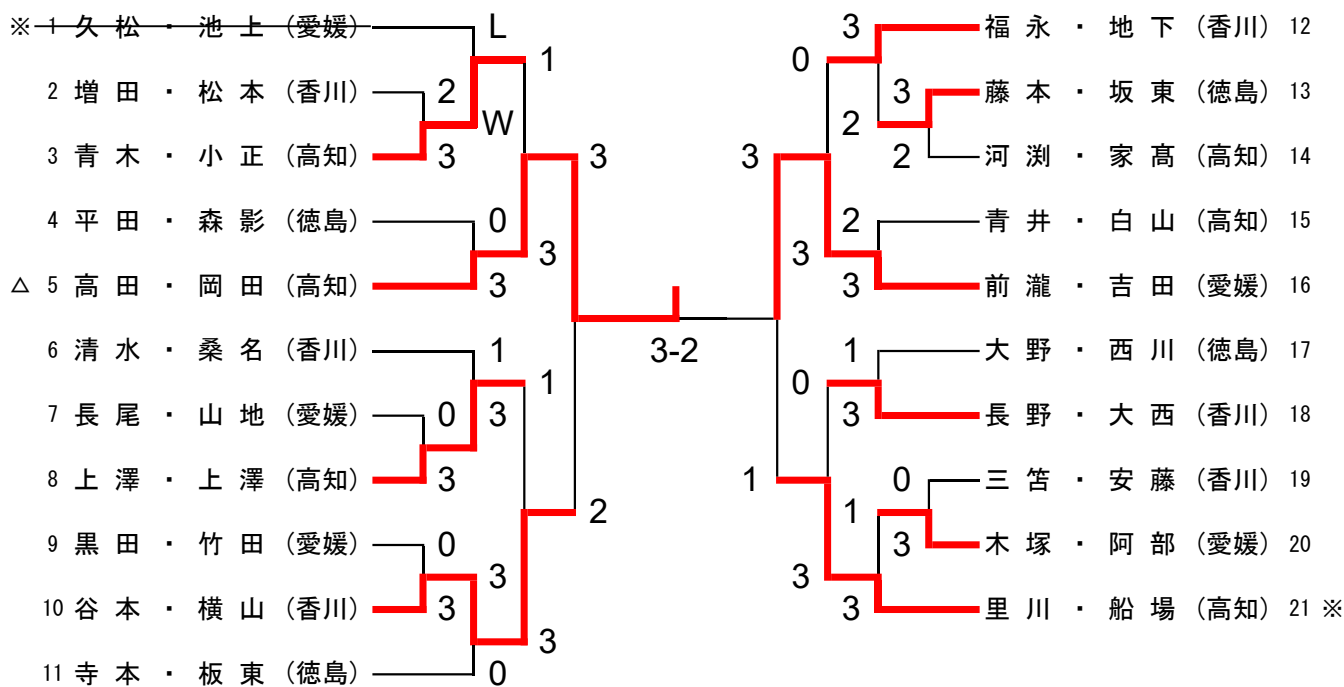 ※ 1 久松・池上(愛媛)
2 増田・松本(香川)
3 青木・小正(高知)
4 平田・森影(徳島)
△ 5 高田・岡田(高知)
6 清水・桑名(香川)
7 長尾・山地(愛媛)
8 上澤・上澤(高知)
9 黒田・竹田(愛媛)
10 谷本・横山(香川)
11 寺本・板東(徳島)
L
1
2
W
3
3
0
3
3
1
1
0
3
3
2
0
3
3
3
0
3-2
3
0
3
2
2
3
2
3
3
1
0
3
0
1
1
3
3
3
福永・地下(香川) 12
藤本・坂東(徳島) 13
河渕・家髙(高知) 14
青井・白山(高知) 15
前瀧・吉田(愛媛) 16
大野・西川(徳島) 17
長野・大西(香川) 18
三笘・安藤(香川) 19
木塚・阿部(愛媛) 20
里川・船場(高知) 21 ※